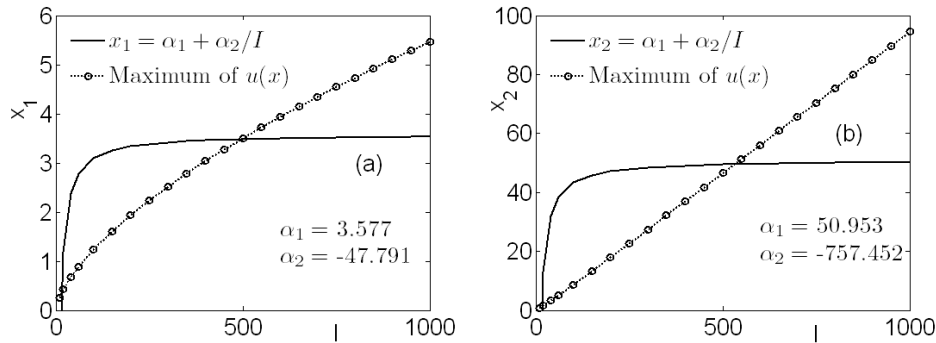 6
5
4
3
2
1
0
x₁
x₁ = α₁ + α₂/I
Maximum of u(x)
(a)
α₁ = 3.577
α₂ = -47.791
0 500 1000
I
100
80
60
40
20
0
x₂
x₂ = α₁ + α₂/I
Maximum of u(x)
(b)
α₁ = 50.953
α₂ = -757.452
0 500 1000
I